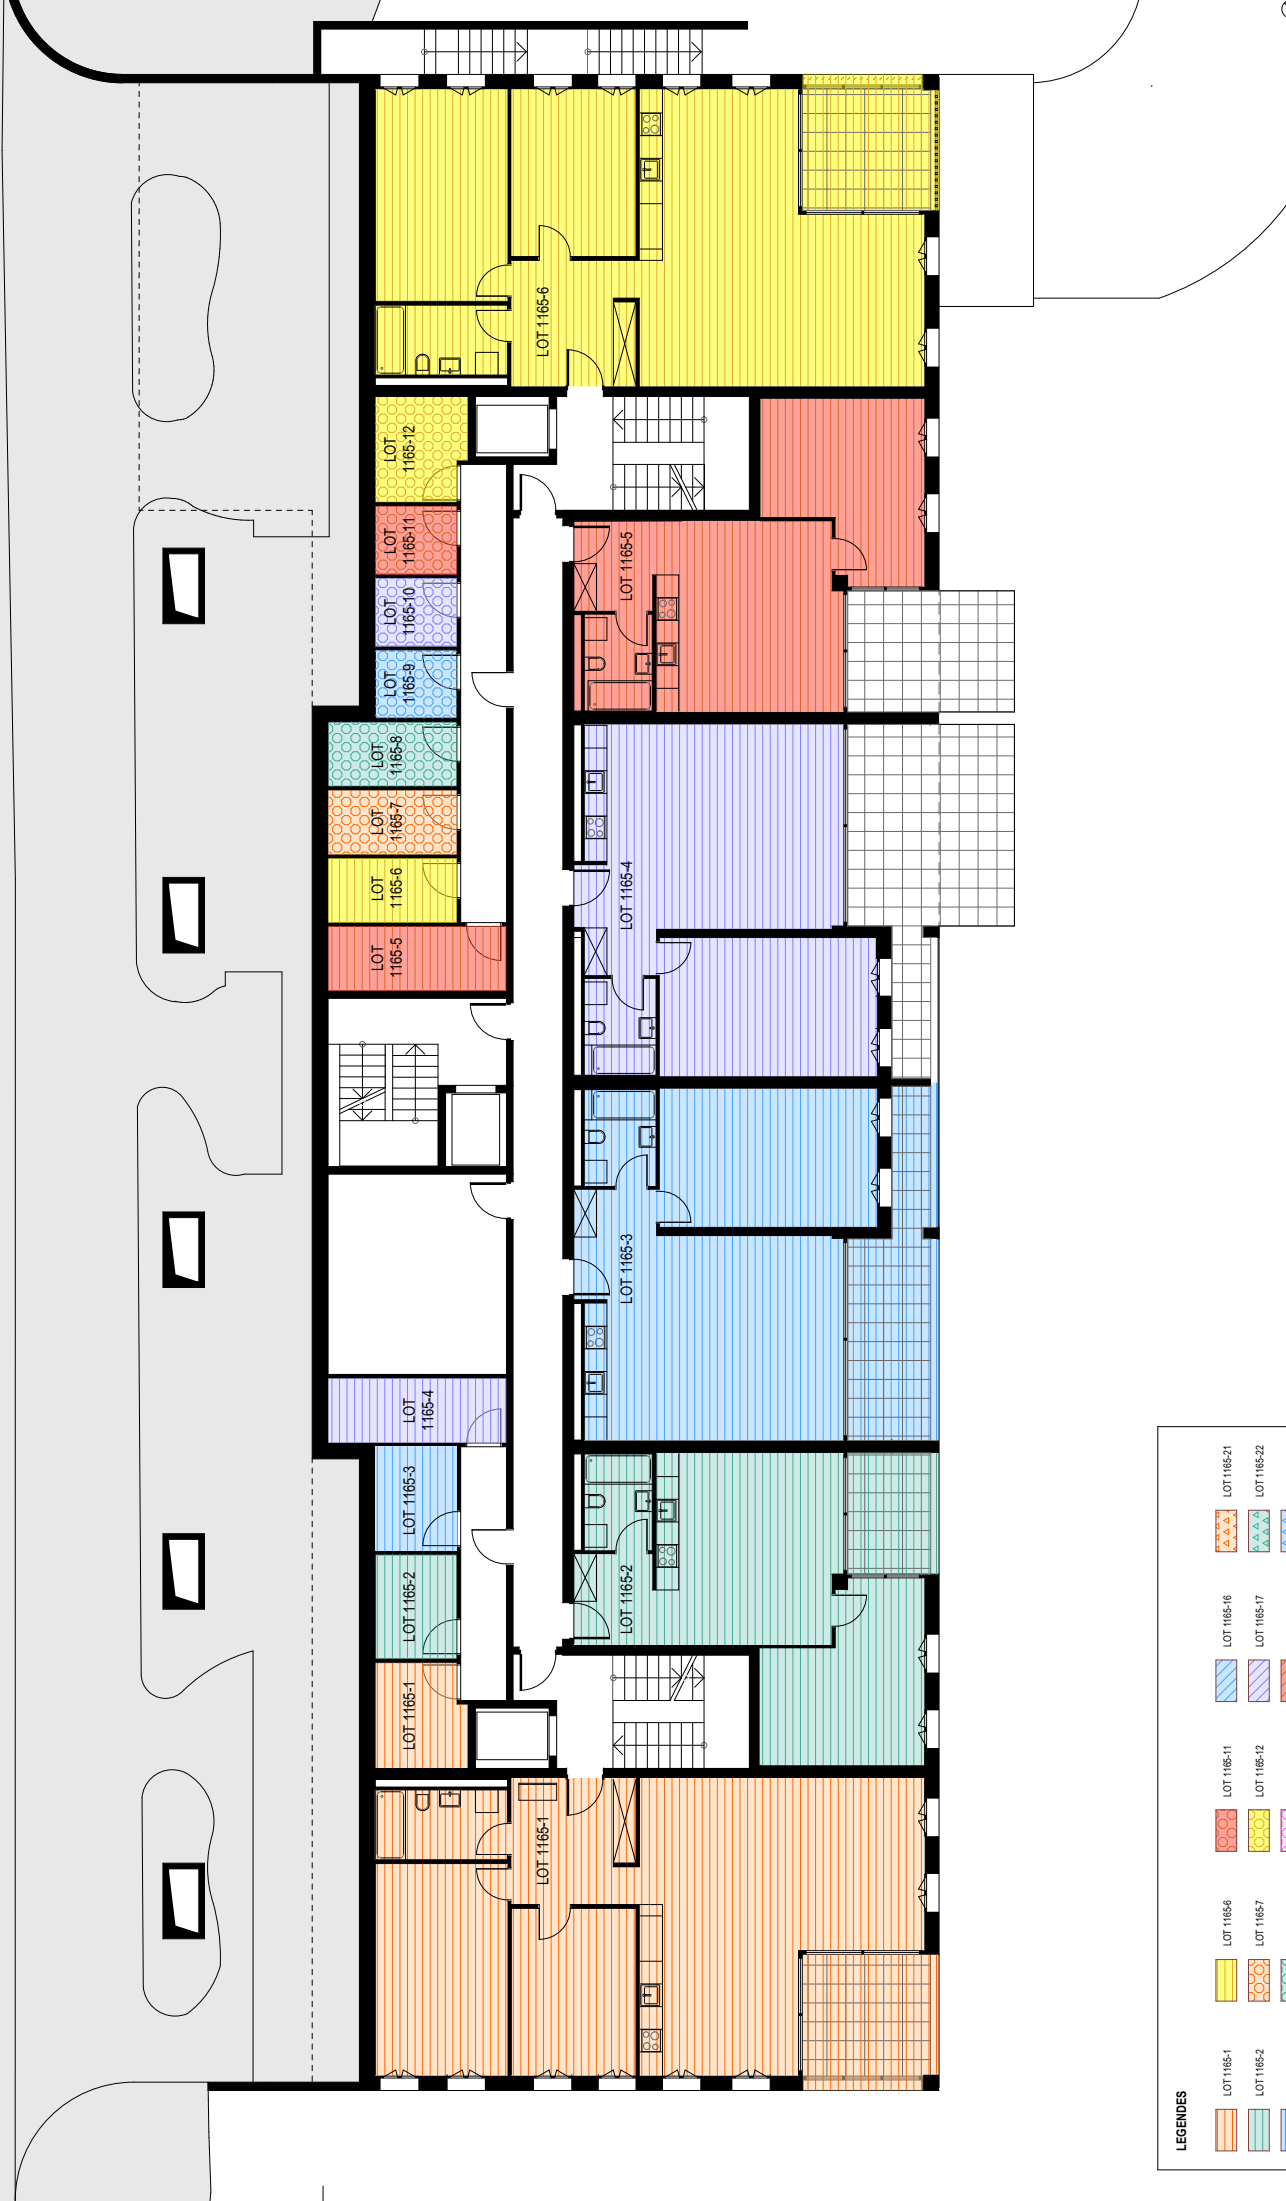 LOT 1165-6
LOT
1165-12
LOT
1165-11
LOT
1165-10
LOT
1165-9
LOT
1165-8
LOT
1165-7
LOT
1165-6
LOT
1165-5
LOT 1165-5
LOT 1165-4
LOT 1165-3
LOT
1165-4
LOT 1165-3
LOT 1165-2
LOT 1165-1
LOT 1165-2
LOT 1165-1
LEGENDES
LOT 1165-1
LOT 1165-6
LOT 1165-11
LOT 1165-16
LOT 1165-21
LOT 1165-2
LOT 1165-7
LOT 1165-12
LOT 1165-17
LOT 1165-22